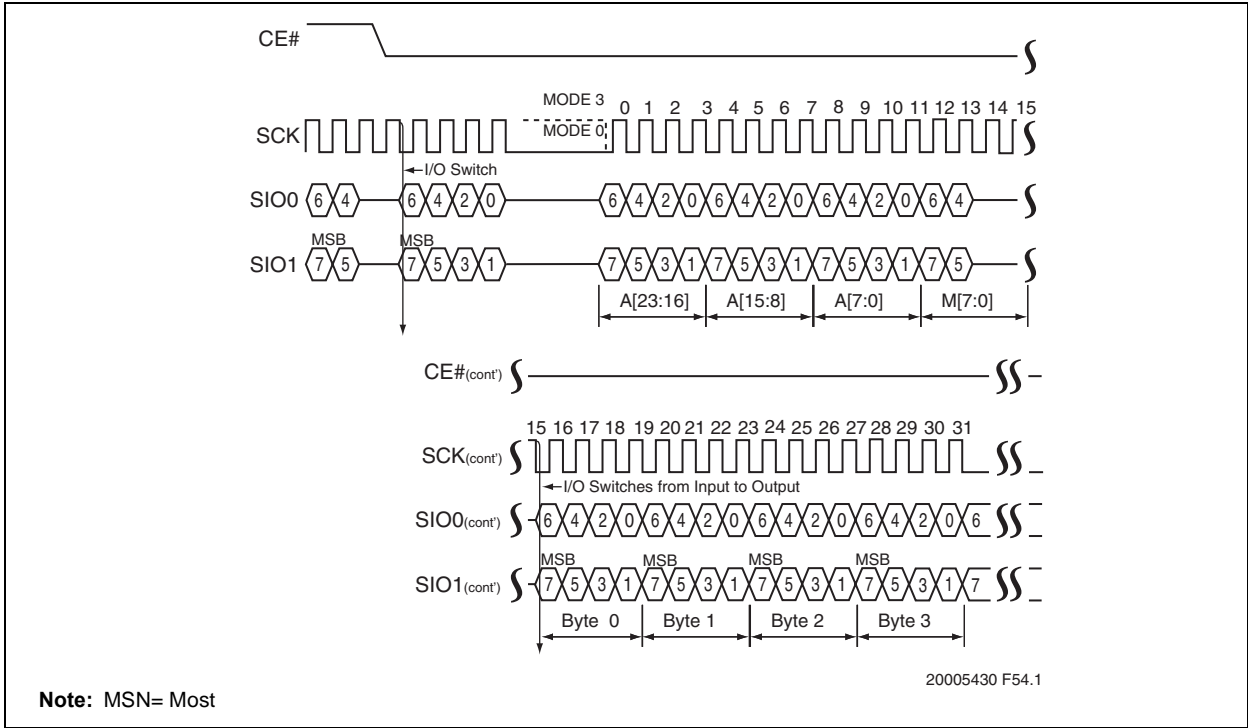 CE#
MODE 3
0 1 2 3 4 5 6 7 8 9 10 11 12 13 14 15
SCK
MODE 0
I/O Switch
SIO0 6 4 6 4 2 0 6 4 2 0 6 4 2 0 6 4 2 0 6 4
MSB MSB
SIO1 7 5 7 5 3 1 7 5 3 1 7 5 3 1 7 5 3 1 7 5
A[23:16] A[15:8] A[7:0] M[7:0]
CE#(cont')
15 16 17 18 19 20 21 22 23 24 25 26 27 28 29 30 31
SCK(cont')
I/O Switches from Input to Output
SIO0(cont') 6 4 2 0 6 4 2 0 6 4 2 0 6 4 2 0 6
MSB MSB MSB MSB
SIO1(cont') 7 5 3 1 7 5 3 1 7 5 3 1 7 5 3 1 7
Byte 0 Byte 1 Byte 2 Byte 3
20005430 F54.1
Note: MSN= Most